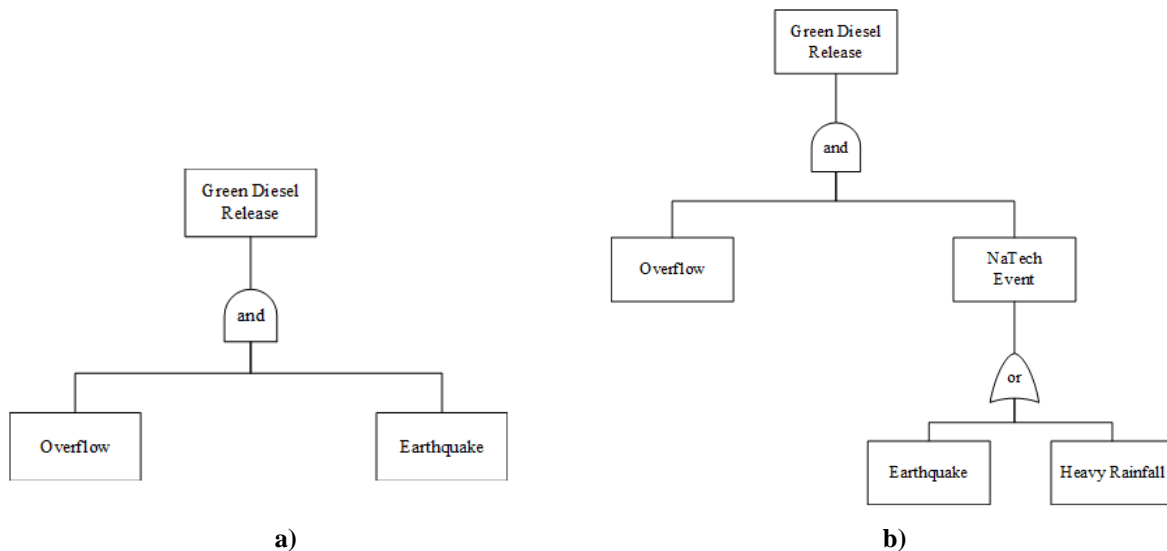 Green Diesel
Release
and
Overflow
Earthquake
a)
Green Diesel
Release
and
Overflow
NaTech
Event
or
Earthquake
Heavy Rainfall
b)